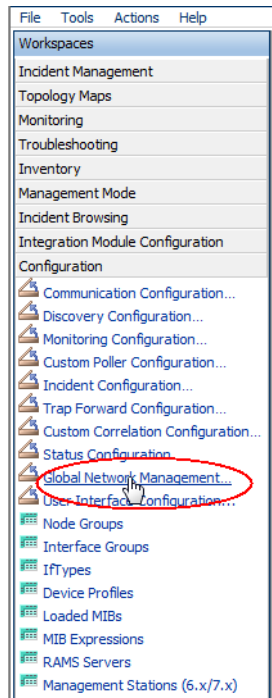 File Tools Actions Help
Workspaces
Incident Management
Topology Maps
Monitoring
Troubleshooting
Inventory
Management Mode
Incident Browsing
Integration Module Configuration
Configuration
Communication Configuration...
Discovery Configuration...
Monitoring Configuration...
Custom Poller Configuration...
Incident Configuration...
Trap Forward Configuration...
Custom Correlation Configuration...
Status Configuration...
Global Network Management...
User Interface Configuration...
Node Groups
Interface Groups
IfTypes
Device Profiles
Loaded MIBs
MIB Expressions
RAMS Servers
Management Stations (6.x/7.x)